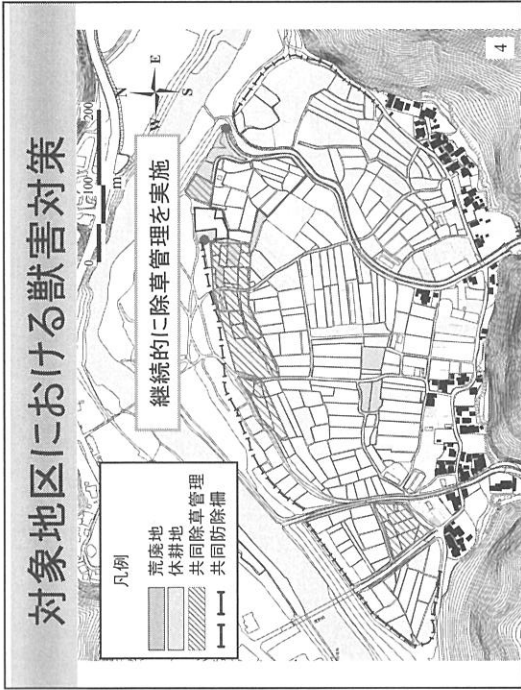 対象地区における獣害対策
凡例
荒廃地
休耕地
共同除草管理
共同防除柵
継続的に除草管理を実施
0 100 200
m
N
W E
S
4